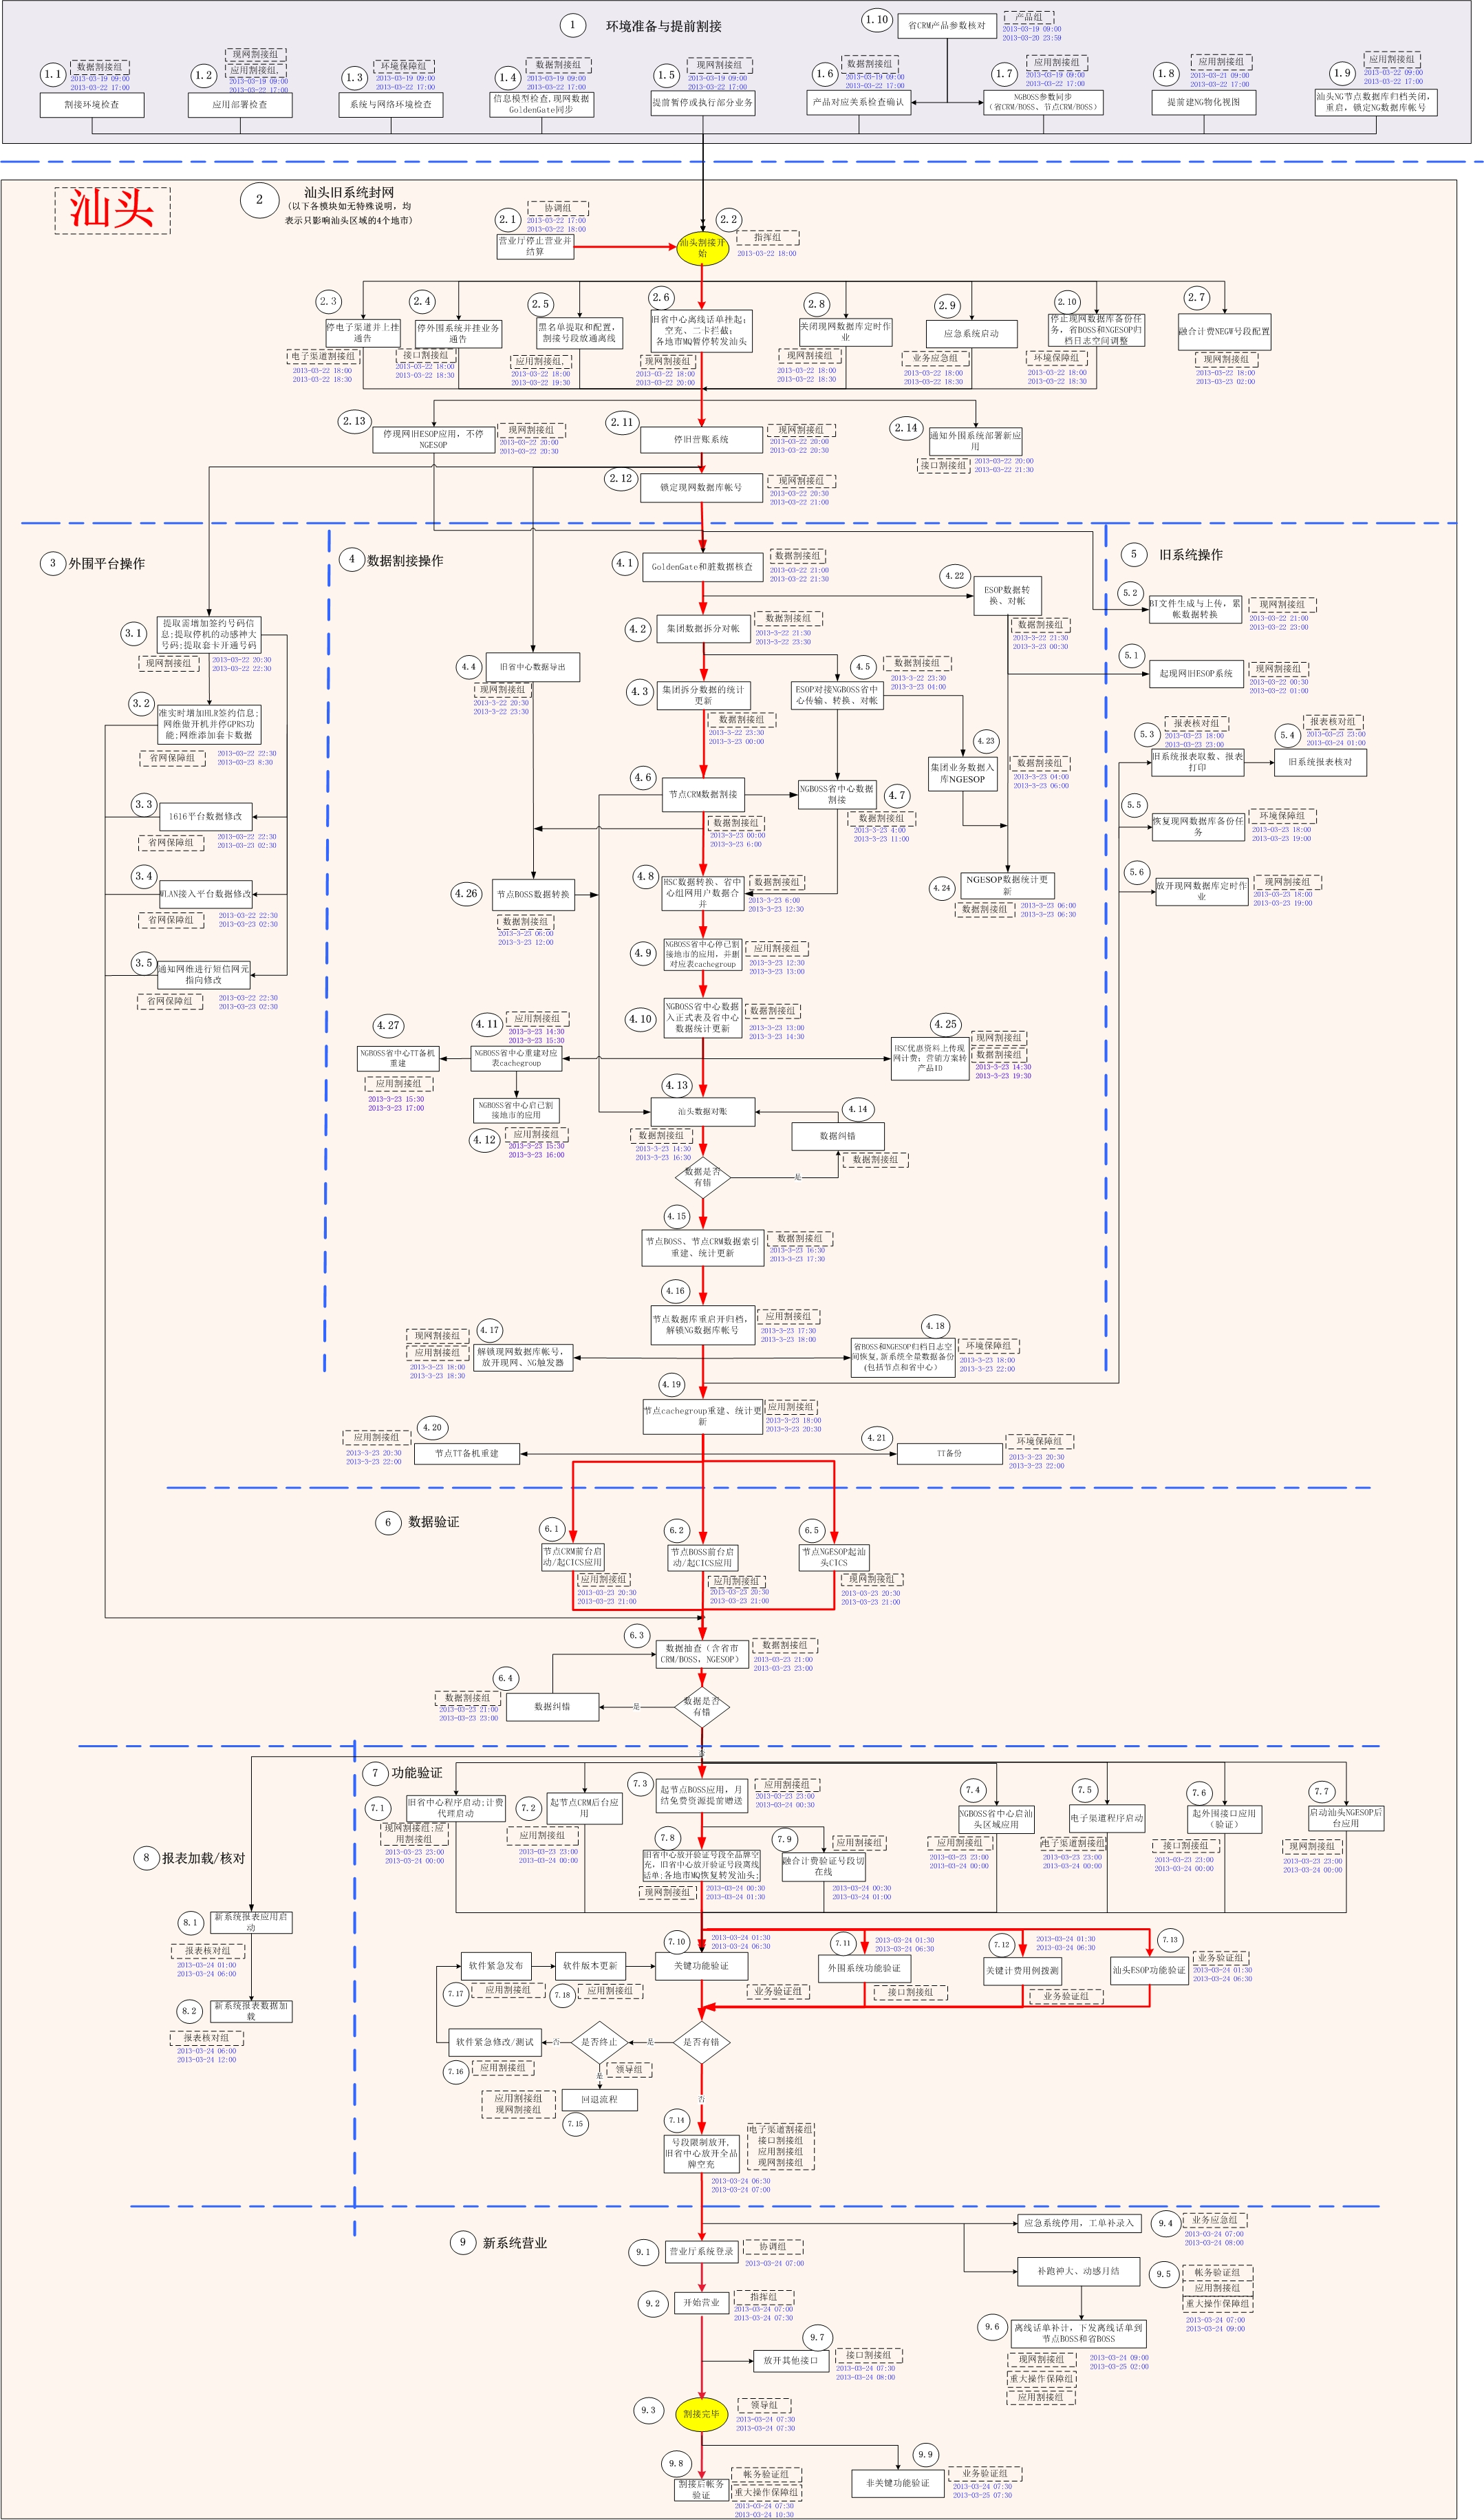 1
环境准备与提前割接
1.10
省CRM产品参数核对
产品组
2013-03-19 09:00
2013-03-20 23:59
1.1
数据割接组
2013-03-19 09:00
2013-03-22 17:00
割接环境检查
1.2
现网割接组
应用割接组,
2013-03-19 09:00
2013-03-22 17:00
应用部署检查
1.3
环境保障组
2013-03-19 09:00
2013-03-22 17:00
系统与网络环境检查
1.4
数据割接组
2013-03-19 09:00
2013-03-22 17:00
信息模型检查,现网数据
GoldenGate同步
1.5
现网割接组
2013-03-19 09:00
2013-03-22 17:00
提前暂停或执行部分业务
1.6
数据割接组
2013-03-19 09:00
2013-03-22 17:00
产品对应关系检查确认
1.7
应用割接组
2013-03-19 09:00
2013-03-22 17:00
NGBOSS参数同步
（省CRM/BOSS、节点CRM/BOSS）
1.8
应用割接组
2013-03-21 09:00
2013-03-22 17:00
提前建NG物化视图
1.9
应用割接组
2013-03-22 09:00
2013-03-22 17:00
汕头NG节点数据库归档关闭,
重启，锁定NG数据库帐号
汕头
2
汕头旧系统封网
（以下各模块如无特殊说明，均
表示只影响汕头区域的4个地市）
2.1
协调组
2013-03-22 17:00
2013-03-22 18:00
营业厅停止营业并
结算
2.2
汕头割接开
始
指挥组
2013-03-22 18:00
2.3
停电子渠道并上挂
通告
电子渠道割接组
2013-03-22 18:00
2013-03-22 18:30
2.4
停外围系统并挂业务
通告
接口割接组
2013-03-22 18:00
2013-03-22 18:30
2.5
黑名单提取和配置,
割接号段放通离线
应用割接组,
2013-03-22 18:00
2013-03-22 19:30
2.6
旧省中心离线话单挂起;
空充、二卡拦截;
各地市MQ暂停转发汕头
现网割接组
2013-03-22 18:00
2013-03-22 20:00
2.8
关闭现网数据库定时作
业
现网割接组
2013-03-22 18:00
2013-03-22 18:30
2.9
应急系统启动
业务应急组
2013-03-22 18:00
2013-03-22 18:30
2.10
停止现网数据库备份任
务，省BOSS和NGESOP归
档日志空间调整
环境保障组
2013-03-22 18:00
2013-03-22 18:30
2.7
融合计费NEGW号段配置
现网割接组
2013-03-22 18:00
2013-03-23 02:00
2.13
停现网旧ESOP应用，不停
NGESOP
现网割接组
2013-03-22 20:00
2013-03-22 20:30
2.11
停旧营账系统
现网割接组
2013-03-22 20:00
2013-03-22 20:30
2.14
通知外围系统部署新应
用
接口割接组
2013-03-22 20:00
2013-03-22 21:30
2.12
锁定现网数据库帐号
现网割接组
2013-03-22 20:30
2013-03-22 21:00
3
外围平台操作
4
数据割接操作
5
旧系统操作
3.1
提取需增加签约号码信
息;提取停机的动感神大
号码;提取套卡开通号码
现网割接组
2013-03-22 20:30
2013-03-22 22:30
3.2
准实时增加HLR签约信息;
网维做开机并停GPRS功
能;网维添加套卡数据
省网保障组
2013-03-22 22:30
2013-03-23 8:30
3.3
1616平台数据修改
省网保障组
2013-03-22 22:30
2013-03-23 02:30
3.4
WLAN接入平台数据修改
省网保障组
2013-03-22 22:30
2013-03-23 02:30
3.5
通知网维进行短信网元
指向修改
省网保障组
2013-03-22 22:30
2013-03-23 02:30
4.1
GoldenGate和脏数据核查
数据割接组
2013-03-22 21:00
2013-03-22 21:30
4.22
ESOP数据转
换、对帐
数据割接组
2013-3-22 21:30
2013-3-23 00:30
4.2
集团数据拆分对帐
数据割接组
2013-3-22 21:30
2013-3-22 23:30
4.4
旧省中心数据导出
现网割接组
2013-3-22 20:30
2013-3-22 23:30
4.3
集团拆分数据的统计
更新
数据割接组
2013-3-22 23:30
2013-3-23 00:00
4.5
数据割接组
2013-3-22 23:30
2013-3-23 04:00
ESOP对接NGBOSS省中
心传输、转换、对帐
4.23
集团业务数据入
库NGESOP
数据割接组
2013-3-23 04:00
2013-3-23 06:00
4.6
节点CRM数据割接
数据割接组
2013-3-23 00:00
2013-3-23 6:00
4.7
NGBOSS省中心数据
割接
数据割接组
2013-3-23 4:00
2013-3-23 11:00
4.26
节点BOSS数据转换
数据割接组
2013-3-23 06:00
2013-3-23 12:00
4.8
HSC数据转换、省中
心组网用户数据合
并
数据割接组
2013-3-23 6:00
2013-3-23 12:30
4.24
NGESOP数据统计更
新
数据割接组
2013-3-23 06:00
2013-3-23 06:30
4.9
NGBOSS省中心停已割
接地市的应用，并删
对应表cachegroup
应用割接组
2013-3-23 12:30
2013-3-23 13:00
4.10
NGBOSS省中心数据
入正式表及省中心
数据统计更新
数据割接组
2013-3-23 13:00
2013-3-23 14:30
4.27
NGBOSS省中心TT备机
重建
应用割接组
2013-3-23 15:30
2013-3-23 17:00
4.11
应用割接组
2013-3-23 14:30
2013-3-23 15:30
NGBOSS省中心重建对应
表cachegroup
4.12
NGBOSS省中心启已割
接地市的应用
应用割接组
2013-3-23 15:30
2013-3-23 16:00
4.25
HSC优惠资料上传现
网计费；营销方案转
产品ID
现网割接组
数据割接组
2013-3-23 14:30
2013-3-23 19:30
4.13
汕头数据对账
数据割接组
2013-3-23 14:30
2013-3-23 16:30
4.14
数据纠错
数据割接组
数据是否
有错
是
4.15
节点BOSS、节点CRM数据索引
重建、统计更新
数据割接组
2013-3-23 16:30
2013-3-23 17:30
4.16
节点数据库重启开归档,
解锁NG数据库帐号
应用割接组
2013-3-23 17:30
2013-3-23 18:00
4.17
现网割接组
应用割接组
2013-3-23 18:00
2013-3-23 18:30
解锁现网数据库帐号,
放开现网、NG触发器
4.18
省BOSS和NGESOP归档日志空
间恢复,新系统全量数据备份
(包括节点和省中心）
环境保障组
2013-3-23 18:00
2013-3-23 22:00
4.19
节点cachegroup重建、统计更
新
应用割接组
2013-3-23 18:00
2013-3-23 20:30
4.20
应用割接组
2013-3-23 20:30
2013-3-23 22:00
节点TT备机重建
4.21
TT备份
环境保障组
2013-3-23 20:30
2013-3-23 22:00
5.2
BI文件生成与上传，累
帐数据转换
现网割接组
2013-03-22 21:00
2013-03-22 23:00
5.1
起现网旧ESOP系统
现网割接组
2013-03-22 00:30
2013-03-22 01:00
5.3
报表核对组
2013-03-23 18:00
2013-03-23 23:00
旧系统报表取数、报表
打印
5.4
报表核对组
2013-03-23 23:00
2013-03-24 01:00
旧系统报表核对
5.5
恢复现网数据库备份任
务
环境保障组
2013-03-23 18:00
2013-03-23 19:00
5.6
放开现网数据库定时作
业
现网割接组
2013-03-23 18:00
2013-03-23 19:00
6
数据验证
6.1
节点CRM前台启
动/起CICS应用
应用割接组
2013-03-23 20:30
2013-03-23 21:00
6.2
节点BOSS前台启
动/起CICS应用
应用割接组
2013-03-23 20:30
2013-03-23 21:00
6.5
节点NGESOP起汕
头CICS
现网割接组
2013-03-23 20:30
2013-03-23 21:00
6.3
数据抽查（含省市
CRM/BOSS，NGESOP）
数据割接组
2013-03-23 21:00
2013-03-23 23:00
6.4
数据割接组
2013-03-23 21:00
2013-03-23 23:00
数据纠错
是
数据是否
有错
否
7
功能验证
7.1
旧省中心程序启动;计费
代理启动
现网割接组;应
用割接组
2013-03-23 23:00
2013-03-24 00:00
7.2
起节点CRM后台应
用
应用割接组
2013-03-23 23:00
2013-03-24 00:00
7.3
起节点BOSS应用，月
结免费资源提前赠送
应用割接组
2013-03-23 23:00
2013-03-24 00:30
7.4
NGBOSS省中心启汕
头区域应用
应用割接组
2013-03-23 23:00
2013-03-24 00:00
7.5
电子渠道程序启动
电子渠道割接组
2013-03-23 23:00
2013-03-24 00:00
7.6
起外围接口应用
（验证）
接口割接组
2013-03-23 23:00
2013-03-24 00:00
7.7
启动汕头NGESOP后
台应用
现网割接组
2013-03-23 23:00
2013-03-24 00:00
7.8
旧省中心放开验证号段全品牌空
充，旧省中心放开验证号段离线
话单;各地市MQ恢复转发汕头;
现网割接组
2013-03-24 00:30
2013-03-24 01:30
7.9
融合计费验证号段切
在线
应用割接组
2013-03-24 00:30
2013-03-24 01:00
8
报表加载/核对
8.1
新系统报表应用启
动
报表核对组
2013-03-24 01:00
2013-03-24 06:00
8.2
新系统报表数据加
载
报表核对组
2013-03-24 06:00
2013-03-24 12:00
7.10
2013-03-24 01:30
2013-03-24 06:30
关键功能验证
业务验证组
7.11
2013-03-24 01:30
2013-03-24 06:30
外围系统功能验证
接口割接组
7.12
2013-03-24 01:30
2013-03-24 06:30
关键计费用例拨测
业务验证组
7.13
汕头ESOP功能验证
业务验证组
2013-03-24 01:30
2013-03-24 06:30
软件紧急发布
7.17
应用割接组
软件版本更新
7.18
应用割接组
软件紧急修改/测试
7.16
应用割接组
否
是否终止
是
是否有错
是
领导组
应用割接组
现网割接组
回退流程
7.15
否
7.14
号段限制放开,
旧省中心放开全品
牌空充
电子渠道割接组
接口割接组
应用割接组
现网割接组
2013-03-24 06:30
2013-03-24 07:00
9
新系统营业
9.1
营业厅系统登录
协调组
2013-03-24 07:00
应急系统停用，工单补录入
9.4
业务应急组
2013-03-24 07:00
2013-03-24 08:00
9.2
开始营业
指挥组
2013-03-24 07:00
2013-03-24 07:30
补跑神大、动感月结
9.5
帐务验证组
应用割接组
重大操作保障组
2013-03-24 07:00
2013-03-24 09:00
9.6
离线话单补计，下发离线话单到
节点BOSS和省BOSS
现网割接组
重大操作保障组
应用割接组
2013-03-24 09:00
2013-03-25 02:00
9.7
放开其他接口
接口割接组
2013-03-24 07:30
2013-03-24 08:00
9.3
割接完毕
领导组
2013-03-24 07:30
2013-03-24 07:30
9.8
割接后帐务
验证
帐务验证组
重大操作保障组
2013-03-24 07:30
2013-03-24 10:30
9.9
非关键功能验证
业务验证组
2013-03-24 07:30
2013-03-25 07:30